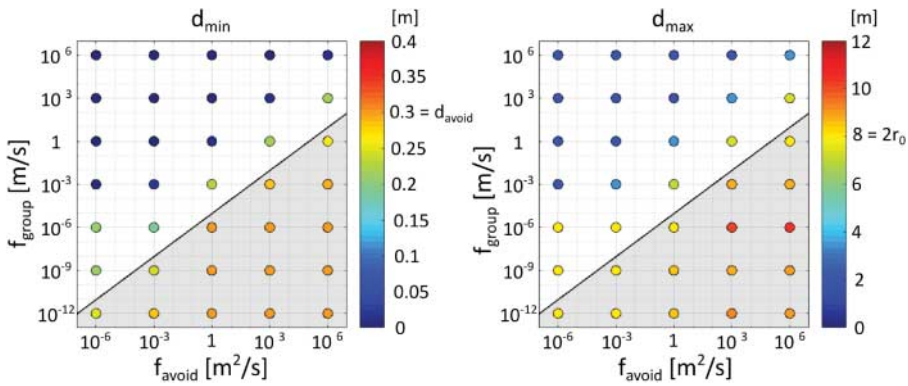 d_min
[m]
10^6
10^3
1
10^-3
10^-6
10^-9
10^-12
f_group [m/s]
10^-6 10^-3 1 10^3 10^6
f_avoid [m^2/s]
0.4
0.35
0.3 = d_avoid
0.25
0.2
0.15
0.1
0.05
0
d_max
[m]
10^6
10^3
1
10^-3
10^-6
10^-9
10^-12
f_group [m/s]
10^-6 10^-3 1 10^3 10^6
f_avoid [m^2/s]
12
10
8 = 2r_0
6
4
2
0